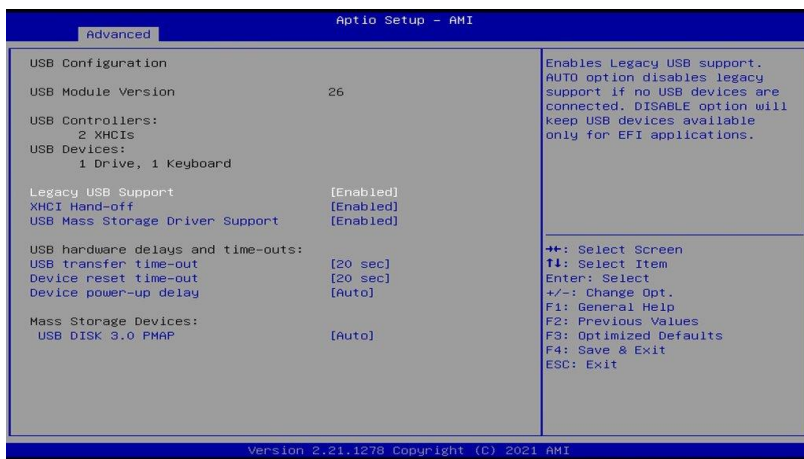 Aptio Setup - AMI
Advanced
USB Configuration
USB Module Version 26
USB Controllers:
2 XHCIs
USB Devices:
1 Drive, 1 Keyboard
Legacy USB Support [Enabled]
XHCI Hand-off [Enabled]
USB Mass Storage Driver Support [Enabled]
USB hardware delays and time-outs:
USB transfer time-out [20 sec]
Device reset time-out [20 sec]
Device power-up delay [Auto]
Mass Storage Devices:
USB DISK 3.0 PMAP [Auto]
Enables Legacy USB support.
AUTO option disables legacy
support if no USB devices are
connected. DISABLE option will
keep USB devices available
only for EFI applications.
→←: Select Screen
↑↓: Select Item
Enter: Select
+/-: Change Opt.
F1: General Help
F2: Previous Values
F3: Optimized Defaults
F4: Save & Exit
ESC: Exit
Version 2.21.1278 Copyright (C) 2021 AMI